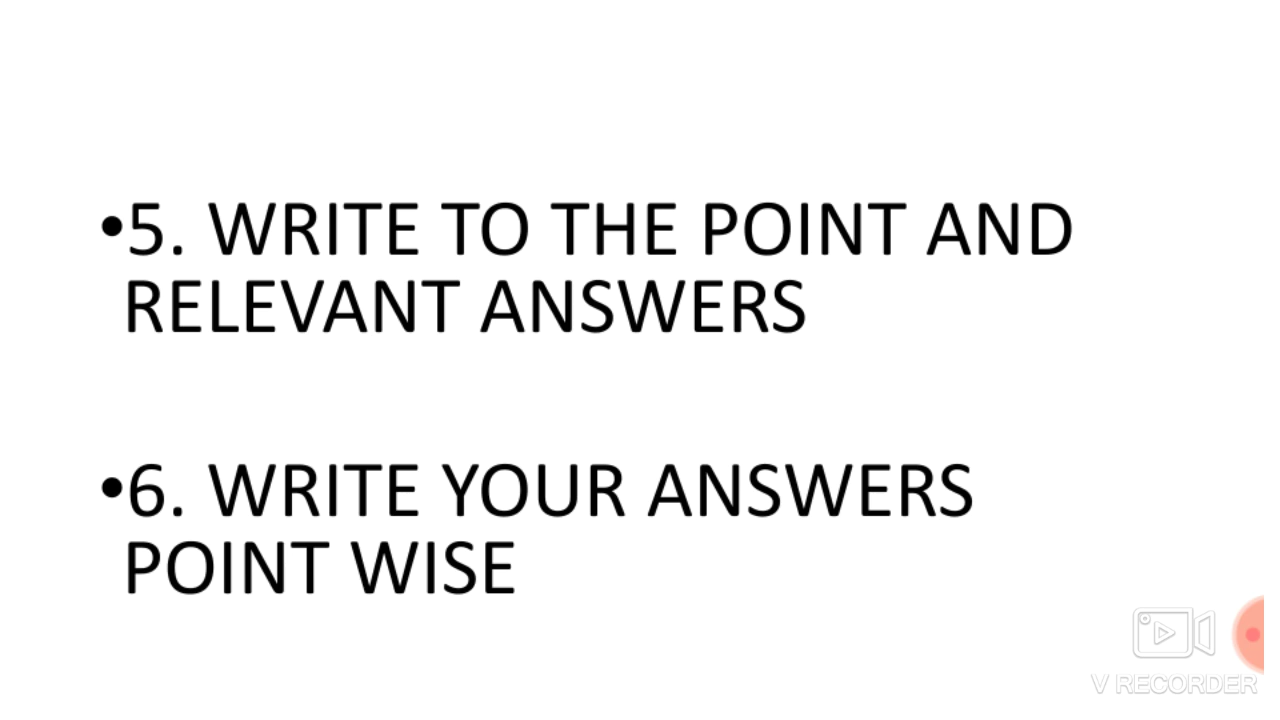 •5. WRITE TO THE POINT AND
RELEVANT ANSWERS
•6. WRITE YOUR ANSWERS
POINT WISE
V RECORDER